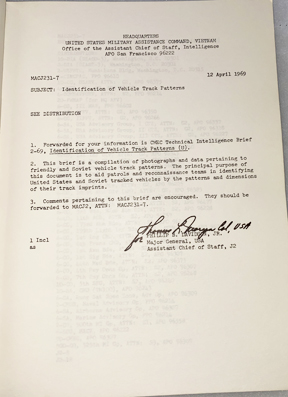 HEADQUARTERS
UNITED STATES MILITARY ASSISTANCE COMMAND, VIETNAM
Office of the Assistant Chief of Staff, Intelligence
APO San Francisco 96222
MACJ231-7
12 April 1969
SUBJECT: Identification of Vehicle Track Patterns
SEE DISTRIBUTION
1. Forwarded for your information is CMEC Technical Intelligence Brief
2-69, Identification of Vehicle Track Patterns (U).
2. This brief is a compilation of photographs and data pertaining to
friendly and Soviet vehicle track patterns. The principal purpose of
this document is to aid patrols and reconnaissance teams in identifying
United States and Soviet tracked vehicles by the patterns and dimensions
of their track imprints.
3. Comments pertaining to this brief are encouraged. They should be
forwarded to MACJ2, ATTN: MACJ231-7.
Col, USA
for PHILLIP B. DAVIDSON, JR.
1 Incl
Major General, USA
as
Assistant Chief of Staff, J2